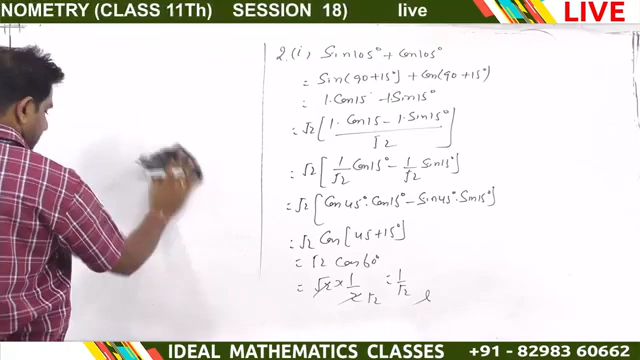 NOMETRY (CLASS 11Th) SESSION 18) live
LIVE
2.(i) Sin105° + Cos105°
= Sin(90+15°) + Cos(90+15°)
= 1.Cos15° - 1Sin15°
= √2 [ 1.Cos15° - 1.Sin15° / √2 ]
= √2 [ 1/√2 Cos15° - 1/√2 Sin15° ]
= √2 [ Cos45°.Cos15° - Sin45°.Sin15° ]
= √2 Cos[45+15°]
= √2 Cos60°
= √2 × 1/2 √2 = 1/√2
IDEAL MATHEMATICS CLASSES +91 - 82983 60662